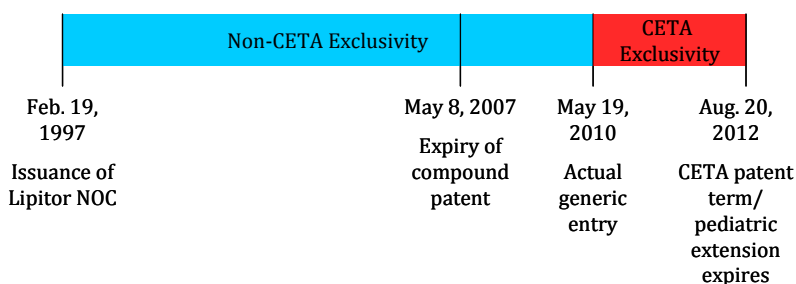 Non-CETA Exclusivity
CETA
Exclusivity
Feb. 19,
1997
Issuance of
Lipitor NOC
May 8, 2007
Expiry of
compound
patent
May 19,
2010
Actual
generic
entry
Aug. 20,
2012
CETA patent
term/
pediatric
extension
expires